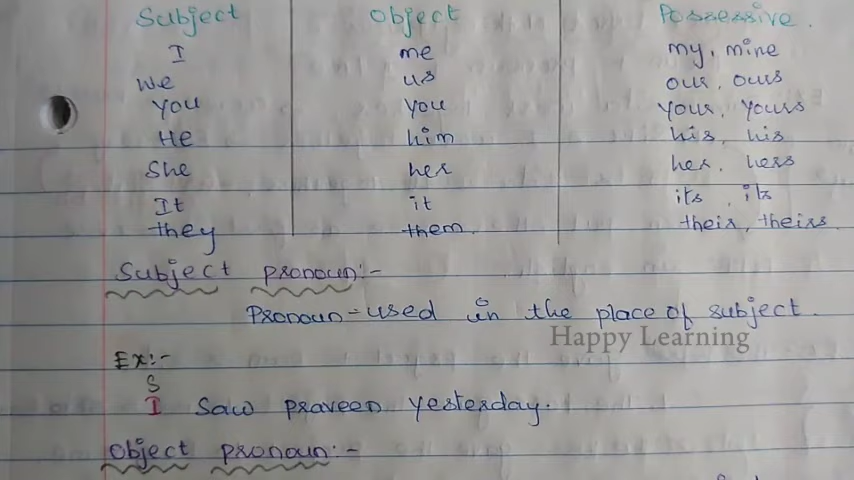 Subject Object Possessive.
I me my, mine
We us our, ours
You You Your, Yours
He him his, his
She her her, hers
It it its, its
they them. their, theirs.
Subject pronoun:-
Pronoun-used in the place of subject.
Happy Learning
Ex:-
S
I Saw praveen yesterday.
Object pronoun:-